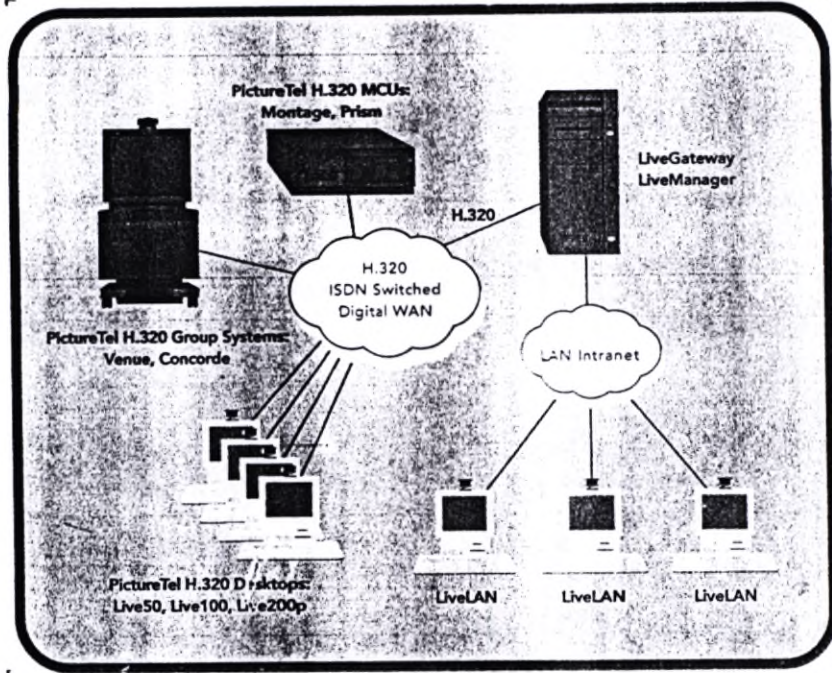 PictureTel H.320 MCUs:
Montage, Prism
LiveGateway
LiveManager
H.320
H.320
ISDN Switched
Digital WAN
PictureTel H.320 Group Systems:
Venue, Concorde
LAN Intranet
PictureTel H.320 Desktops:
Live50, Live100, Live200p
LiveLAN
LiveLAN
LiveLAN